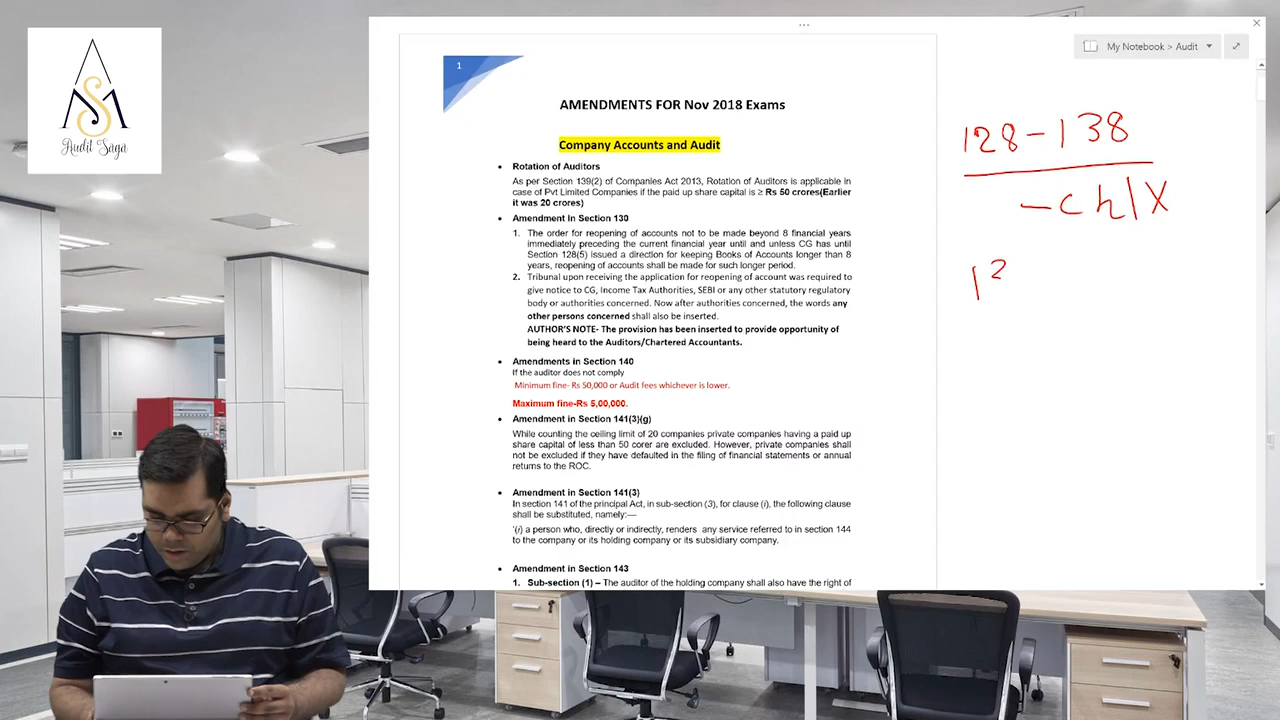 MS
Audit Saga
My Notebook > Audit
1
AMENDMENTS FOR Nov 2018 Exams
Company Accounts and Audit
• Rotation of Auditors
As per Section 139(2) of Companies Act 2013, Rotation of Auditors is applicable in
case of Pvt Limited Companies if the paid up share capital is ≥ Rs 50 crores(Earlier
it was 20 crores)
• Amendment In Section 130
1. The order for reopening of accounts not to be made beyond 8 financial years
immediately preceding the current financial year until and unless CG has until
Section 128(5) issued a direction for keeping Books of Accounts longer than 8
years, reopening of accounts shall be made for such longer period.
2. Tribunal upon receiving the application for reopening of account was required to
give notice to CG, Income Tax Authorities, SEBI or any other statutory regulatory
body or authorities concerned. Now after authorities concerned, the words any
other persons concerned shall also be inserted.
AUTHOR'S NOTE- The provision has been inserted to provide opportunity of
being heard to the Auditors/Chartered Accountants.
• Amendments in Section 140
If the auditor does not comply
Minimum fine- Rs 50,000 or Audit fees whichever is lower.
Maximum fine-Rs 5,00,000.
• Amendment in Section 141(3)(g)
While counting the ceiling limit of 20 companies private companies having a paid up
share capital of less than 50 corer are excluded. However, private companies shall
not be excluded if they have defaulted in the filing of financial statements or annual
returns to the ROC.
• Amendment in Section 141(3)
In section 141 of the principal Act, in sub-section (3), for clause (i), the following clause
shall be substituted, namely:—
'(i) a person who, directly or indirectly, renders any service referred to in section 144
to the company or its holding company or its subsidiary company.
• Amendment in Section 143
1. Sub-section (1) – The auditor of the holding company shall also have the right of
128-138
- Ch IX
12